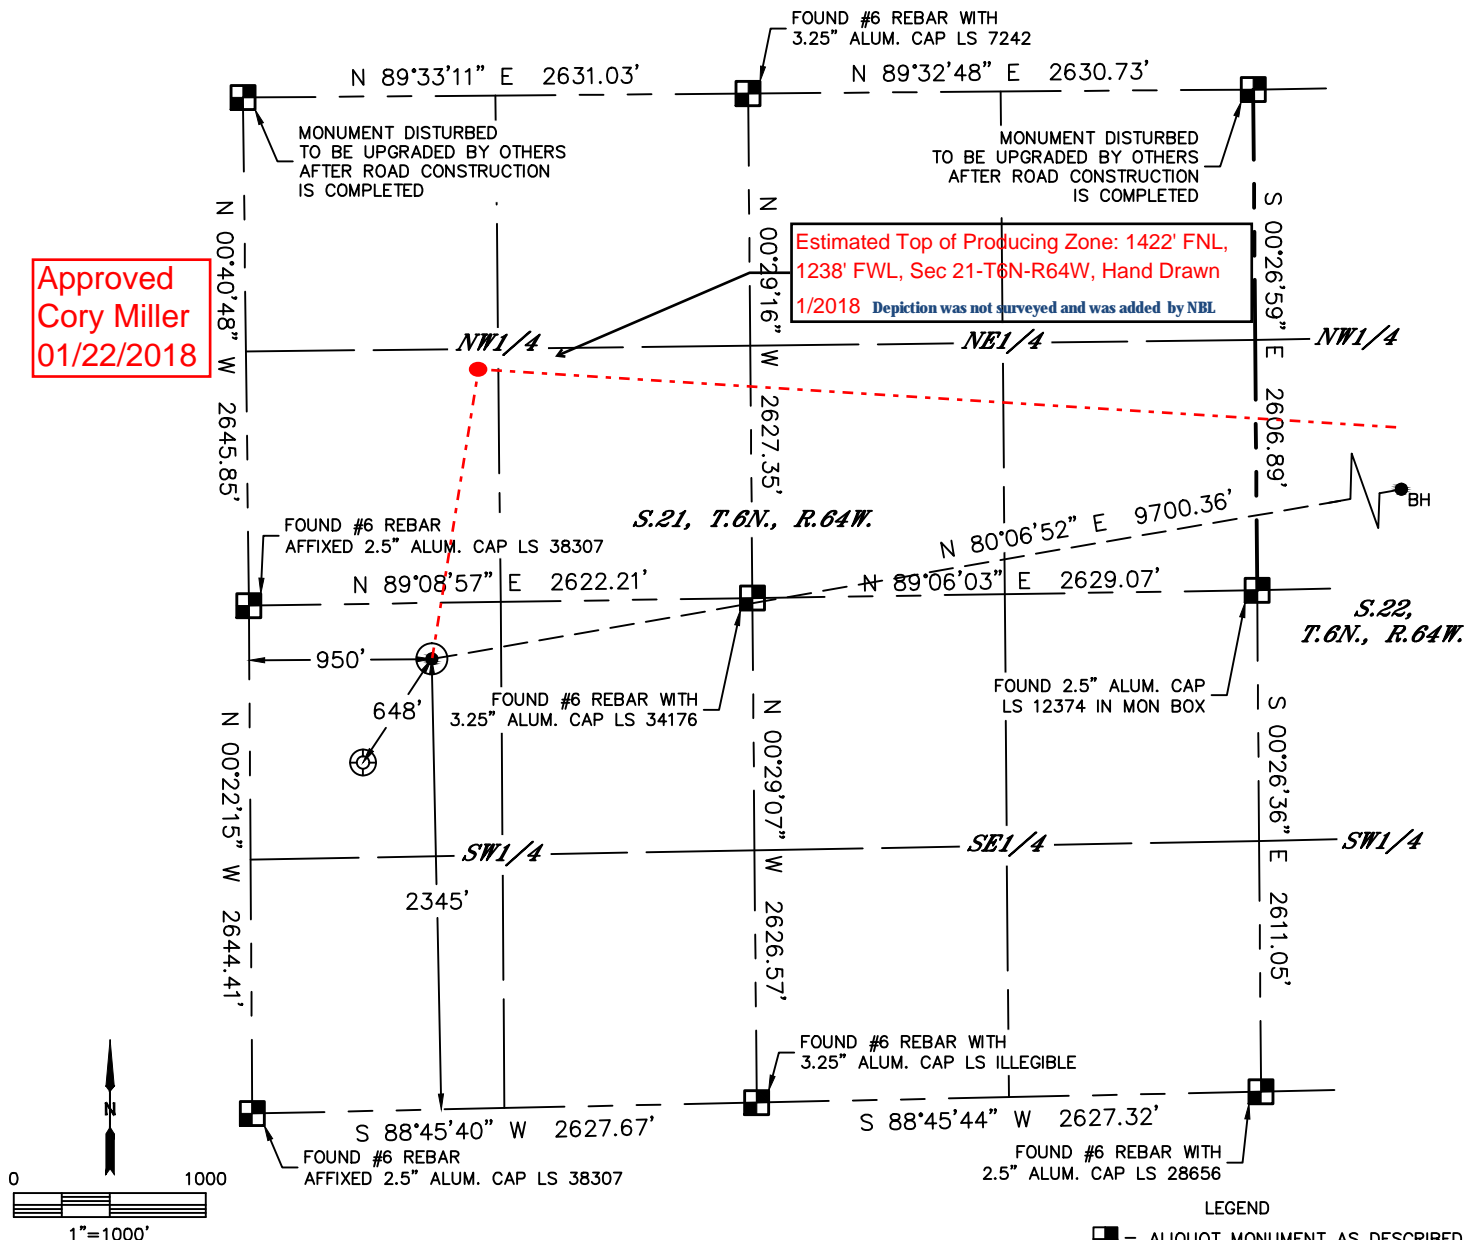 FOUND #6 REBAR WITH
3.25" ALUM. CAP LS 7242
N 89°33'11" E 2631.03'
N 89°32'48" E 2630.73'
MONUMENT DISTURBED
TO BE UPGRADED BY OTHERS
AFTER ROAD CONSTRUCTION
IS COMPLETED
MONUMENT DISTURBED
TO BE UPGRADED BY OTHERS
AFTER ROAD CONSTRUCTION
IS COMPLETED
N 00°40'48" W 2645.85'
N 00°29'16" W 2627.35'
S 00°26'59" E 2606.89'
Approved
Cory Miller
01/22/2018
Estimated Top of Producing Zone: 1422' FNL,
1238' FWL, Sec 21-T6N-R64W, Hand Drawn
1/2018 Depiction was not surveyed and was added by NBL
NW1/4
NE1/4
NW1/4
S.21, T.6N., R.64W.
N 80°06'52" E 9700.36'
BH
FOUND #6 REBAR
AFFIXED 2.5" ALUM. CAP LS 38307
N 89°08'57" E 2622.21'
N 89°06'03" E 2629.07'
S.22,
T.6N., R.64W.
950'
648'
FOUND #6 REBAR WITH
3.25" ALUM. CAP LS 34176
FOUND 2.5" ALUM. CAP
LS 12374 IN MON BOX
N 00°22'15" W 2644.41'
N 00°29'07" W 2626.57'
S 00°26'36" E 2611.05'
SW1/4
SE1/4
SW1/4
2345'
FOUND #6 REBAR WITH
3.25" ALUM. CAP LS ILLEGIBLE
N
S 88°45'40" W 2627.67'
S 88°45'44" W 2627.32'
FOUND #6 REBAR
AFFIXED 2.5" ALUM. CAP LS 38307
FOUND #6 REBAR WITH
2.5" ALUM. CAP LS 28656
0 1000
1"=1000'
LEGEND
= ALIQUOT MONUMENT AS DESCRIBED